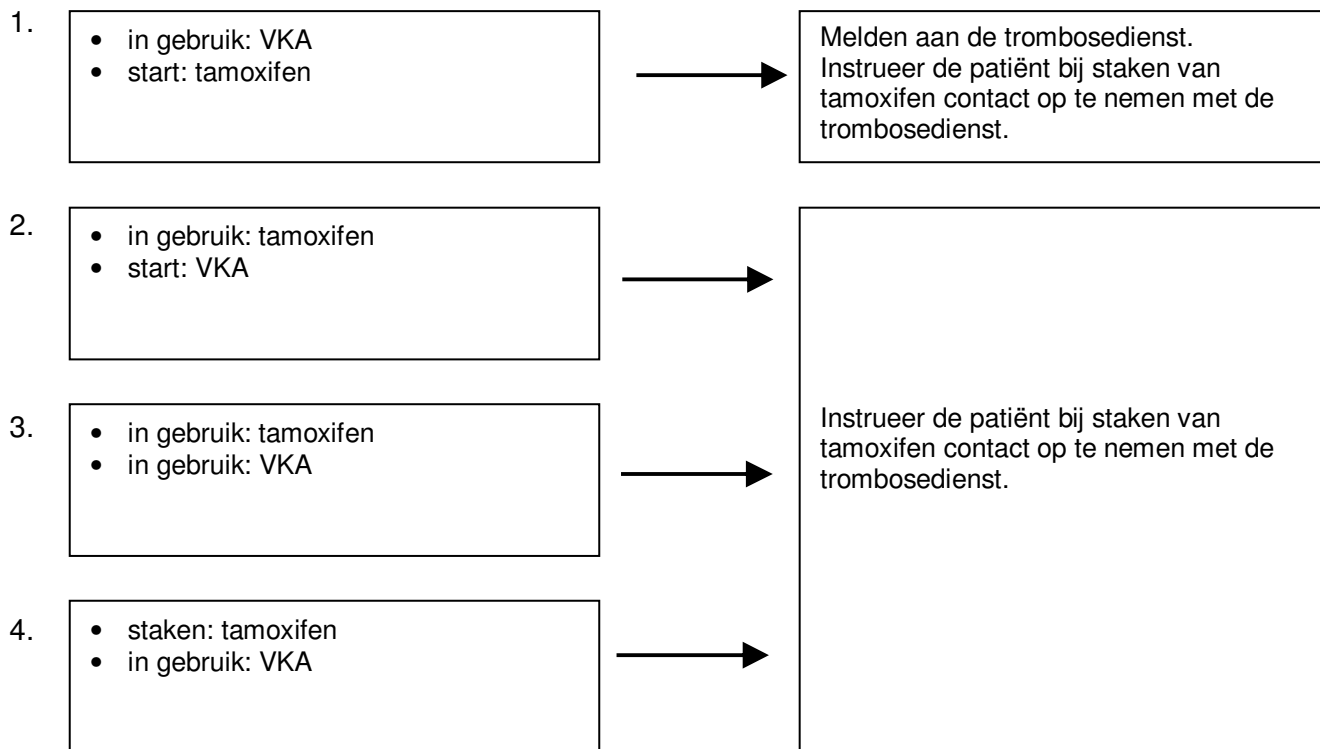 1.
• in gebruik: VKA
• start: tamoxifen
Melden aan de trombosedienst.
Instrueer de patiënt bij staken van
tamoxifen contact op te nemen met de
trombosedienst.
2.
• in gebruik: tamoxifen
• start: VKA
3.
• in gebruik: tamoxifen
• in gebruik: VKA
Instrueer de patiënt bij staken van
tamoxifen contact op te nemen met de
trombosedienst.
4.
• staken: tamoxifen
• in gebruik: VKA